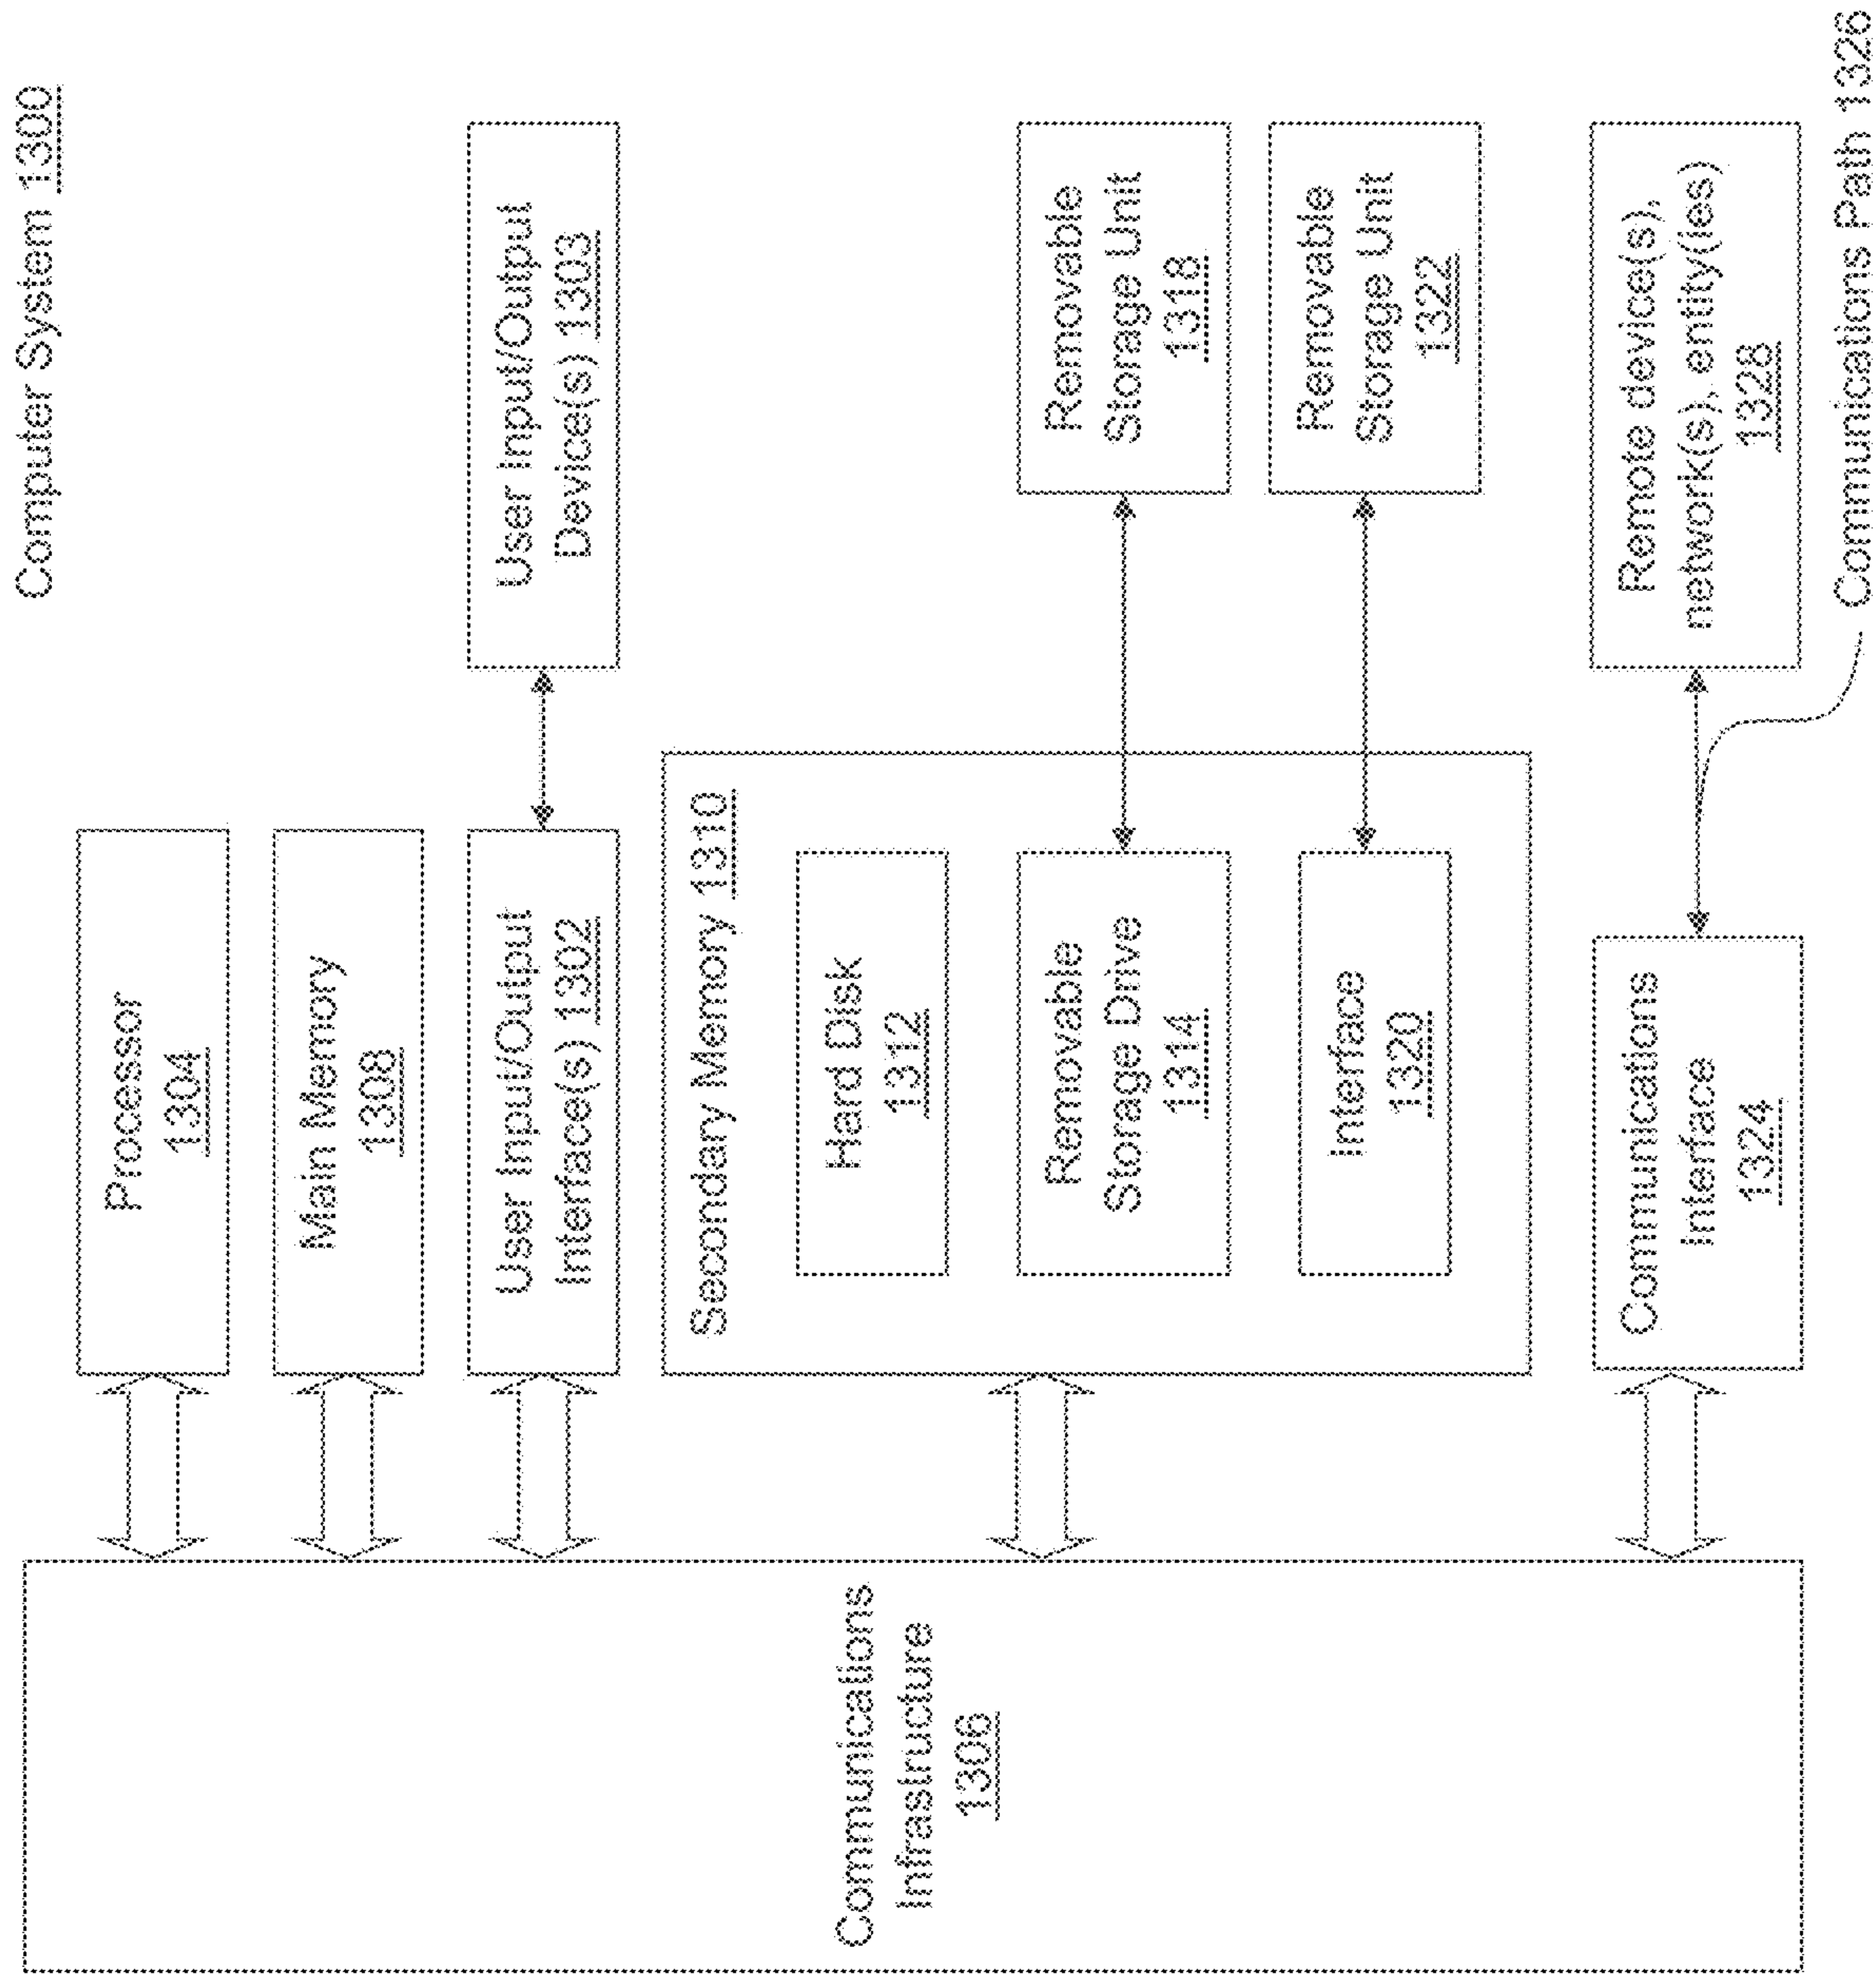 Computer System 1300
Processor
1304
Main Memory
1308
User Input/Output
Interface(s) 1302
User Input/Output
Device(s) 1303
Secondary Memory 1310
Hard Disk
1312
Removable
Storage Drive
1314
Removable
Storage Unit
1318
Interface
1320
Removable
Storage Unit
1322
Communications
Interface
1324
Remote device(s),
network(s), entity(ies)
1328
Communications Path 1326
Communications
Infrastructure
1306